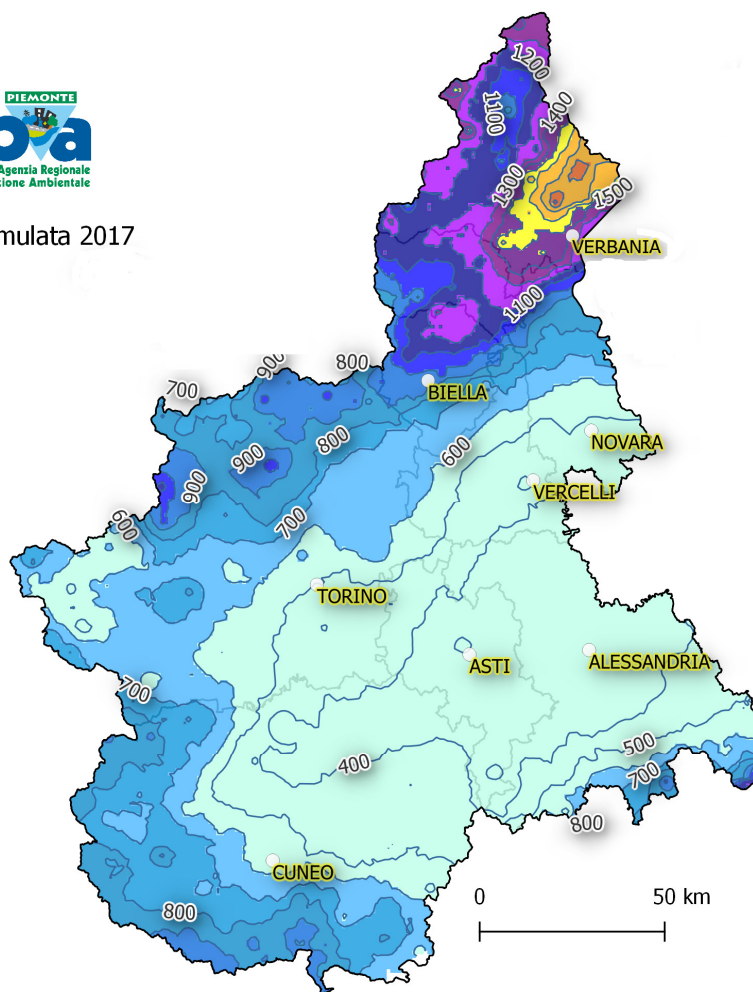 PIEMONTE
Agenzia Regionale
zione Ambientale
mulata 2017
1200
1100
1400
1300
1500
VERBANIA
1100
900
800
700
BIELLA
800
NOVARA
900
600
900
VERCELLI
700
600
TORINO
ASTI
ALESSANDRIA
700
500
400
700
800
CUNEO
0 50 km
800